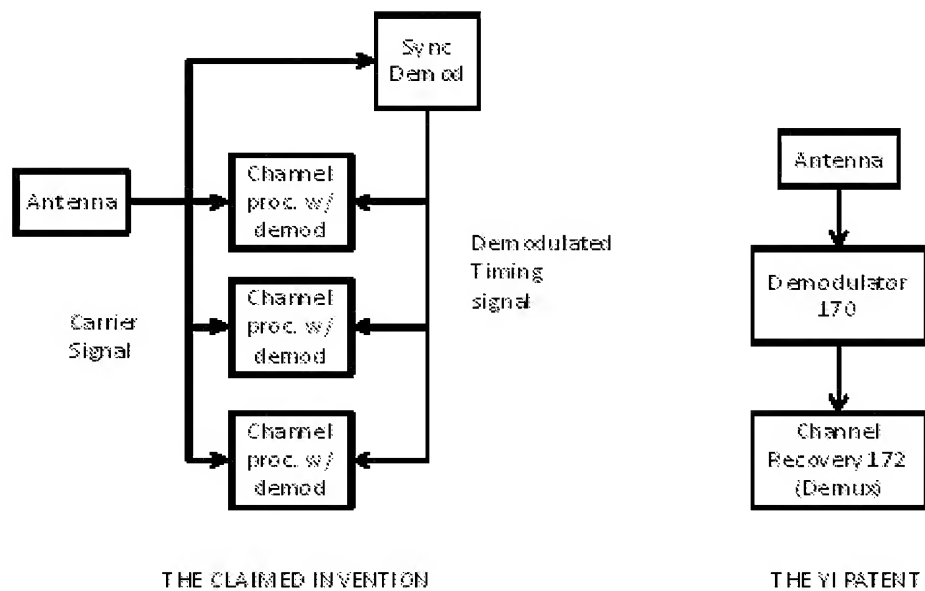 Sync
Demod
Antenna
Channel
proc. w/
demod
Channel
proc. w/
demod
Channel
proc. w/
demod
Carrier
Signal
Demodulated
Timing
signal
THE CLAIMED INVENTION
Antenna
Demodulator
170
Channel
Recovery 172
(Demux)
THE YI PATENT